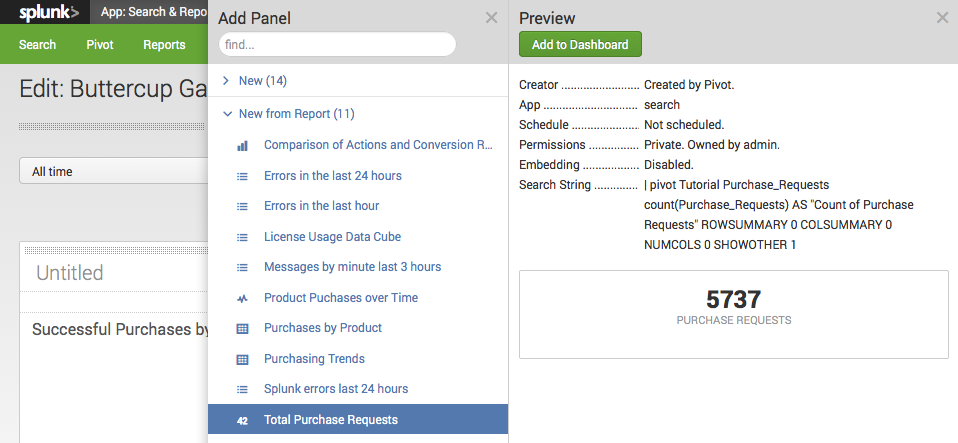 splunk> App: Search & Repo
Search Pivot Reports
Edit: Buttercup Ga
All time
Untitled
Successful Purchases by
Add Panel
find...
New (14)
New from Report (11)
Comparison of Actions and Conversion R...
Errors in the last 24 hours
Errors in the last hour
License Usage Data Cube
Messages by minute last 3 hours
Product Puchases over Time
Purchases by Product
Purchasing Trends
Splunk errors last 24 hours
42 Total Purchase Requests
Preview
Add to Dashboard
Creator ......................... Created by Pivot.
App .............................. search
Schedule ..................... Not scheduled.
Permissions ................ Private. Owned by admin.
Embedding .................. Disabled.
Search String .............. | pivot Tutorial Purchase_Requests
count(Purchase_Requests) AS "Count of Purchase
Requests" ROWSUMMARY 0 COLSUMMARY 0
NUMCOLS 0 SHOWOTHER 1
5737
PURCHASE REQUESTS